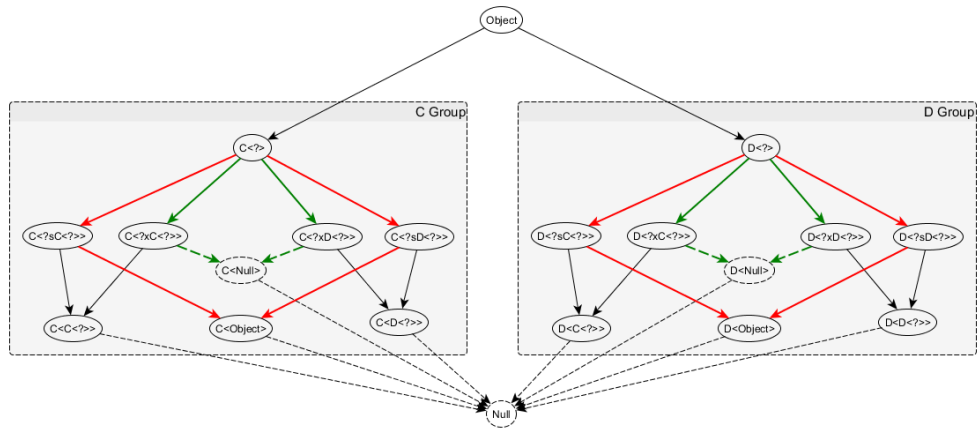 Object
C Group
D Group
C<?>
D<?>
C<?sC<?>>
C<?xC<?>>
C<?xD<?>>
C<?sD<?>>
D<?sC<?>>
D<?xC<?>>
D<?xD<?>>
D<?sD<?>>
C<Null>
D<Null>
C<C<?>>
C<Object>
C<D<?>>
D<C<?>>
D<Object>
D<D<?>>
Null